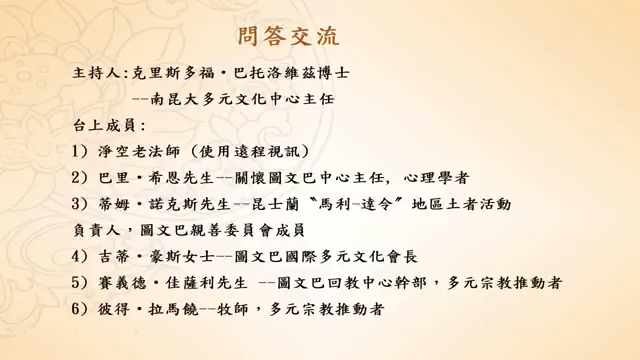 問答交流
主持人:克里斯多福·巴托洛維茲博士
--南昆大多元文化中心主任
台上成員:
1) 淨空老法師 (使用遠程視訊)
2) 巴里·希恩先生--關懷圖文巴中心主任, 心理學者
3) 蒂姆·諾克斯先生--昆士蘭〝馬利-達令〞地區土著活動
負責人，圖文巴親善委員會成員
4) 吉蒂·豪斯女士--圖文巴國際多元文化會長
5) 賽義德·佳薩利先生 --圖文巴回教中心幹部，多元宗教推動者
6) 彼得·拉馬饒--牧師，多元宗教推動者